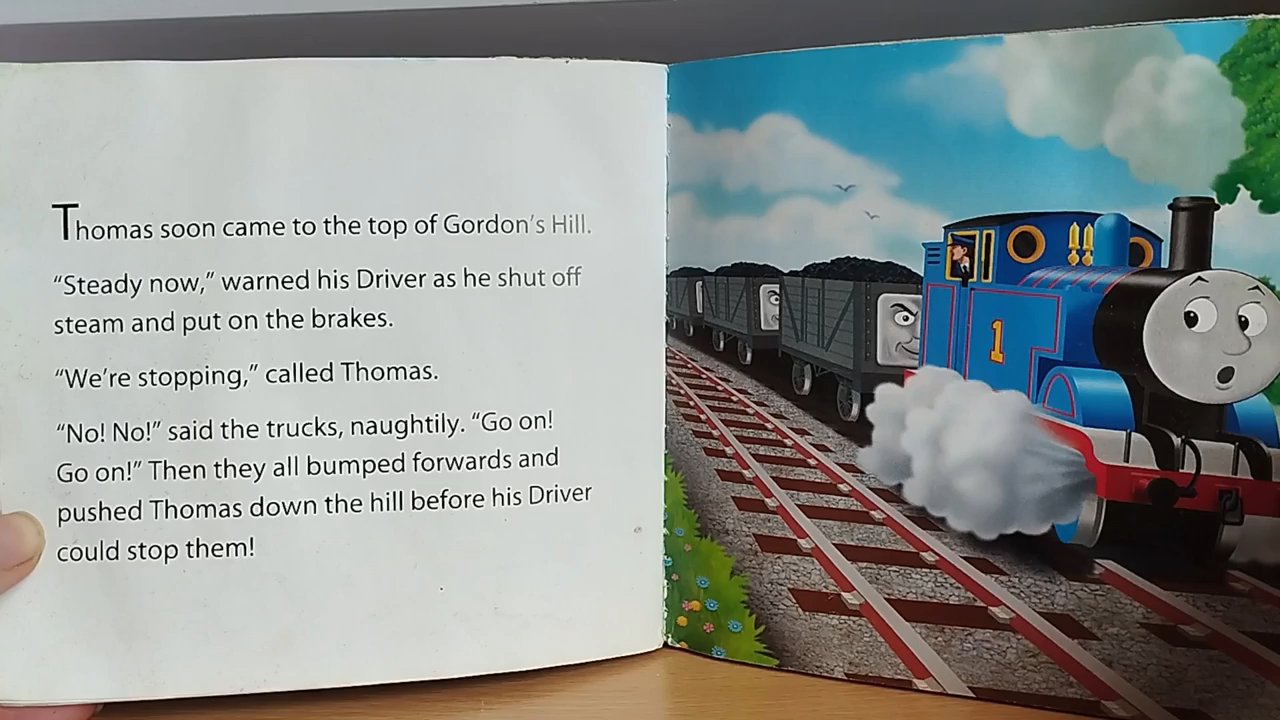 Thomas soon came to the top of Gordon's Hill.
“Steady now,” warned his Driver as he shut off
steam and put on the brakes.
“We're stopping,” called Thomas.
“No! No!” said the trucks, naughtily. “Go on!
Go on!” Then they all bumped forwards and
pushed Thomas down the hill before his Driver
could stop them!
1